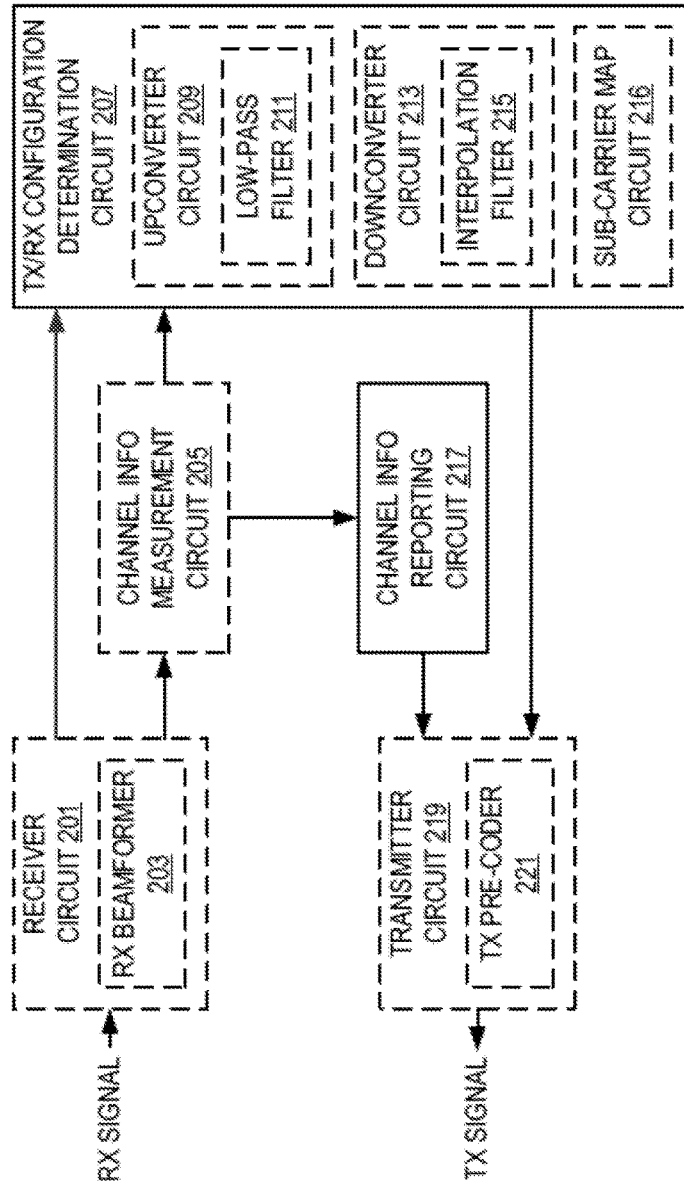 RX SIGNAL
RECEIVER
CIRCUIT 201
RX BEAMFORMER
203
CHANNEL INFO
MEASUREMENT
CIRCUIT 205
TX/RX CONFIGURATION
DETERMINATION
CIRCUIT 207
UPCONVERTER
CIRCUIT 209
LOW-PASS
FILTER 211
DOWNCONVERTER
CIRCUIT 213
INTERPOLATION
FILTER 215
SUB-CARRIER MAP
CIRCUIT 216
CHANNEL INFO
REPORTING
CIRCUIT 217
TRANSMITTER
CIRCUIT 219
TX PRE-CODER
221
TX SIGNAL